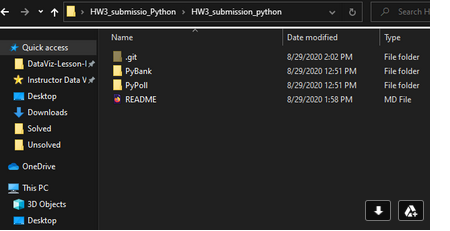 HW3_submissio_Python > HW3_submission_python
Search H
Name Date modified Type
Quick access
DataViz-Lesson-I
Instructor Data V
Desktop
Downloads
Solved
Unsolved
OneDrive
This PC
3D Objects
Desktop
.git 8/29/2020 2:02 PM File folder
PyBank 8/29/2020 12:51 PM File folder
PyPoll 8/29/2020 12:51 PM File folder
README 8/29/2020 1:58 PM MD File